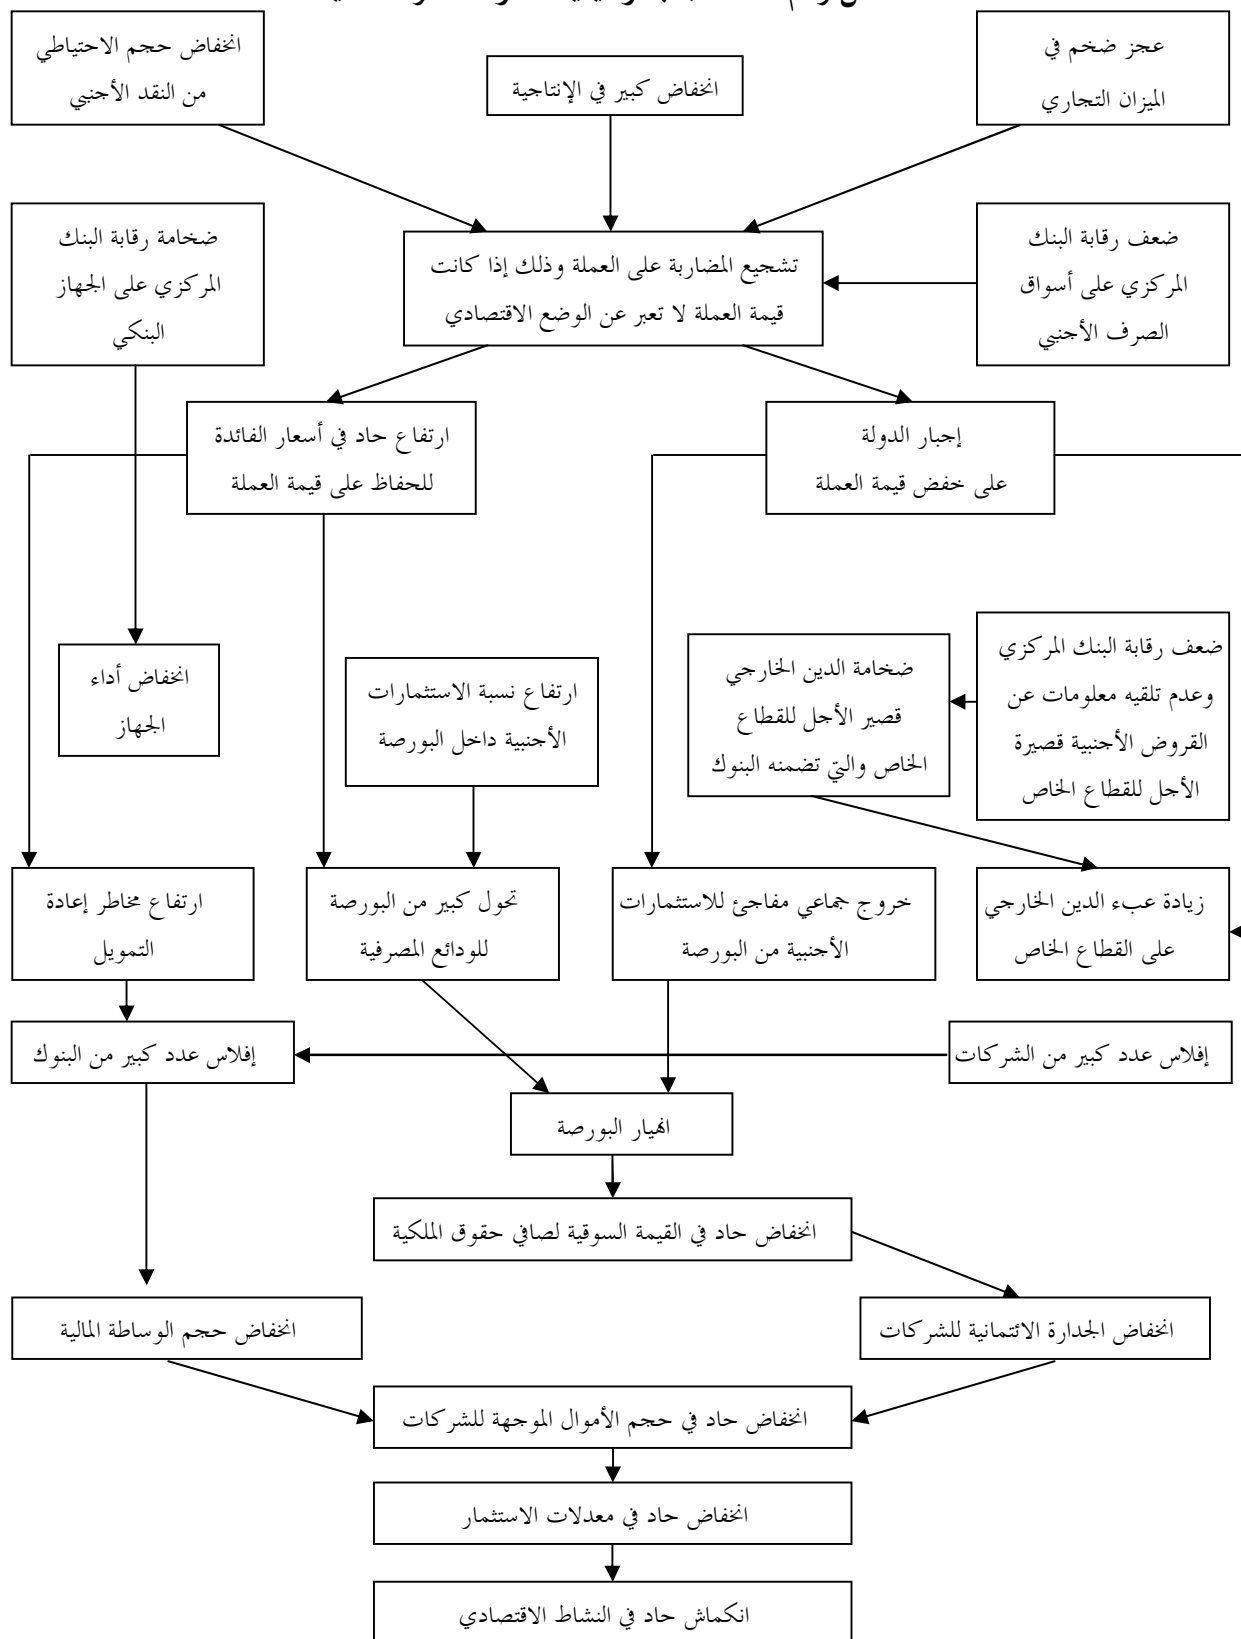 عجز ضخم في
الميزان التجاري
انخفاض كبير في الإنتاجية
انخفاض حجم الاحتياطي
من النقد الأجنبي
ضعف رقابة البنك
المركزي على أسواق
الصرف الأجنبي
تشجيع المضاربة على العملة وذلك إذا كانت
قيمة العملة لا تعبر عن الوضع الاقتصادي
ضخامة رقابة البنك
المركزي على الجهاز
البنكي
إجبار الدولة
على خفض قيمة العملة
ارتفاع حاد في أسعار الفائدة
للحفاظ على قيمة العملة
ضعف رقابة البنك المركزي
وعدم تلقيه معلومات عن
القروض الأجنبية قصيرة
الأجل للقطاع الخاص
ضخامة الدين الخارجي
قصير الأجل للقطاع
الخاص والتي تضمنه البنوك
ارتفاع نسبة الاستثمارات
الأجنبية داخل البورصة
انخفاض أداء
الجهاز
زيادة عبء الدين الخارجي
على القطاع الخاص
خروج جماعي مفاجئ للاستثمارات
الأجنبية من البورصة
تحول كبير من البورصة
للودائع المصرفية
ارتفاع مخاطر إعادة
التمويل
إفلاس عدد كبير من الشركات
إفلاس عدد كبير من البنوك
انهيار البورصة
انخفاض حاد في القيمة السوقية لصافي حقوق الملكية
انخفاض الجدارة الائتمانية للشركات
انخفاض حجم الوساطة المالية
انخفاض حاد في حجم الأموال الموجهة للشركات
انخفاض حاد في معدلات الاستثمار
انكماش حاد في النشاط الاقتصادي